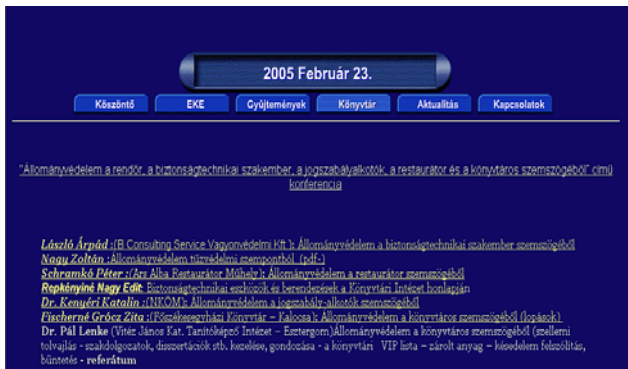 2005 Február 23.
Köszöntő EKE Gyűjtemények Könyvtár Aktualitás Kapcsolatok
"Állományvédelem a rendőr, a biztonságtechnikai szakember, a jogszabályalkotók, a restaurátor és a könyvtáros szemszögéből" című
konferencia
László Árpád :(B Consulting Service Vagyonvédelmi Kft ): Állományvédelem a biztonságtechnikai szakember szemszögéből
Nagy Zoltán :Állományvédelem tűzvédelmi szempontból (pdf-)
Schramkó Péter :(Ars Alba Restaurátor Műhely): Állományvédelem a restaurátor szemszögéből
Repkényiné Nagy Edit: Biztonságtechnikai eszközök és berendezések a Könyvtári Intézet honlapján
Dr. Kenyéri Katalin :(NKÖM): Állományvédelem a jogszabály-alkotók szemszögéből
Fischerné Grócz Zita :(Főszékesegyházi Könyvtár – Kalocsa): Állományvédelem a könyvtáros szemszögéből (lopások)
Dr. Pál Lenke (Vitéz János Kat. Tanítóképző Intézet – Esztergom)Állományvédelem a könyvtáros szemszögéből (szellemi
tolvajlás - szakdolgozatok, disszertációk stb. kezelése, gondozása - a könyvtári VIP lista – zárolt anyag – késedelem felszólítás,
büntetés - referátum